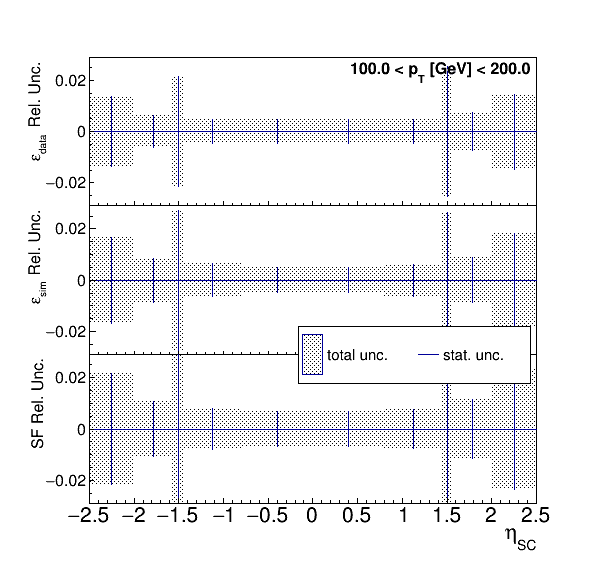 100.0 < p_T [GeV] < 200.0
ε_data Rel. Unc.
0.02
0
−0.02
ε_sim Rel. Unc.
0.02
0
−0.02
SF Rel. Unc.
0.02
0
−0.02
total unc. stat. unc.
−2.5 −2 −1.5 −1 −0.5 0 0.5 1 1.5 2 2.5
η_SC